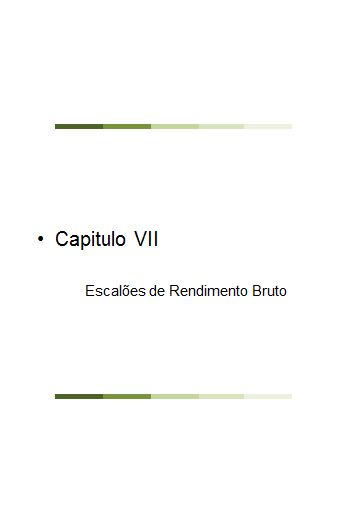 • Capitulo VII
Escalões de Rendimento Bruto